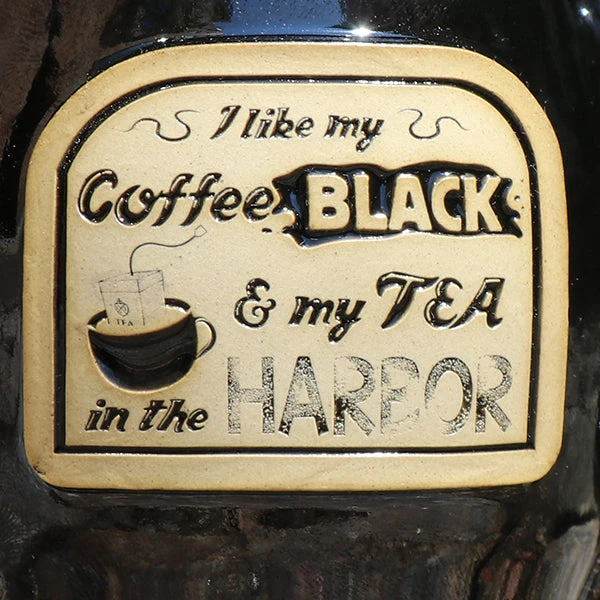 I like my
Coffee BLACK
& my TEA
TEA
in the HARBOR